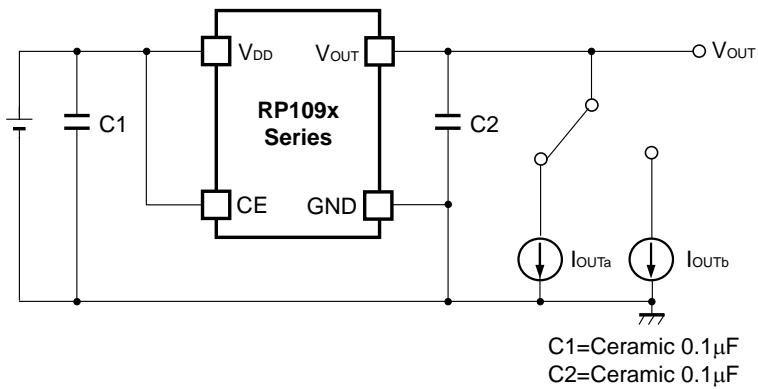 VDD
VOUT
VOUT
C1
RP109x
Series
C2
CE
GND
IOUTa
IOUTb
C1=Ceramic 0.1μF
C2=Ceramic 0.1μF